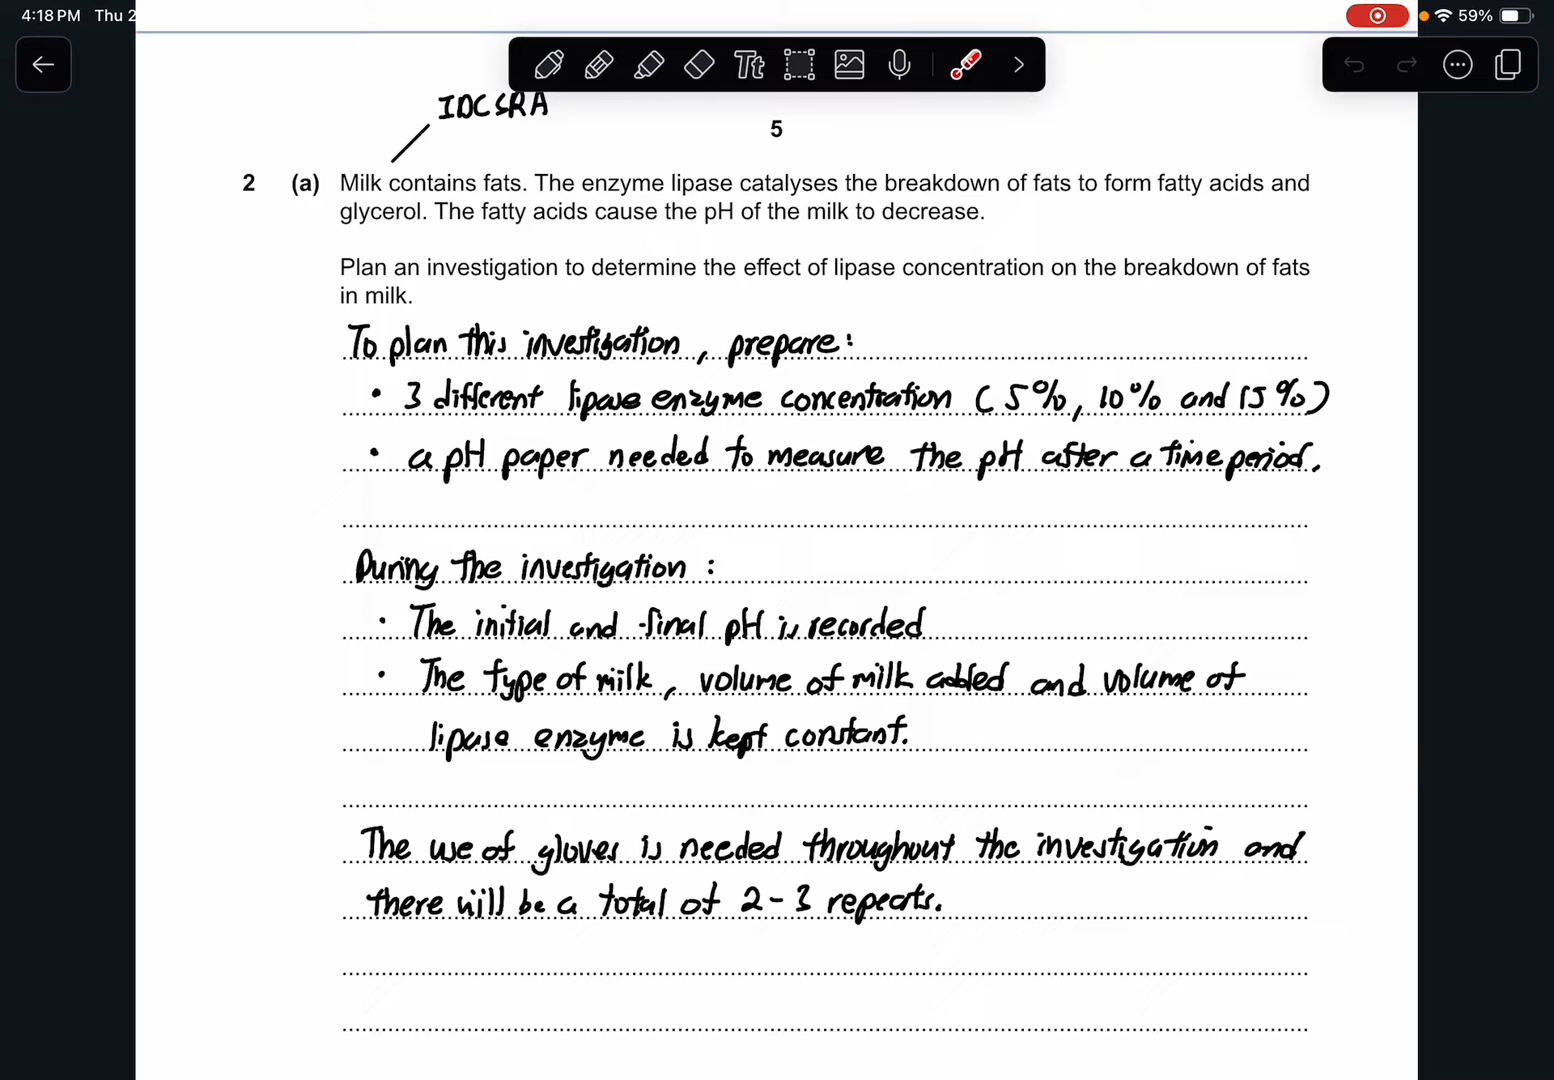 4:18 PM Thu 2
59%
IDCSRA
5
2 (a) Milk contains fats. The enzyme lipase catalyses the breakdown of fats to form fatty acids and
glycerol. The fatty acids cause the pH of the milk to decrease.
Plan an investigation to determine the effect of lipase concentration on the breakdown of fats
in milk.
To plan this investigation, prepare:
• 3 different lipase enzyme concentration (5%, 10% and 15%)
• a pH paper needed to measure the pH after a time period.
During the investigation:
• The initial and final pH is recorded
• The type of milk, volume of milk added and volume of
lipase enzyme is kept constant.
The use of gloves is needed throughout the investigation and
there will be a total of 2-3 repeats.